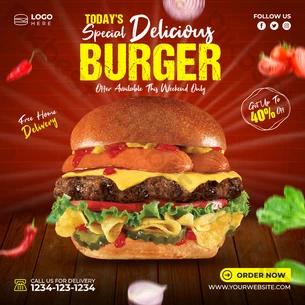 LOGO
HERE
TODAY'S
Special Delicious
BURGER
Offer Available This Weekend Only
FOLLOW US
Free Home
Delivery
Get Up To
40% Off
CALL US FOR DELIVERY
1234-123-1234
ORDER NOW
WWW.YOURWEBSITE.COM